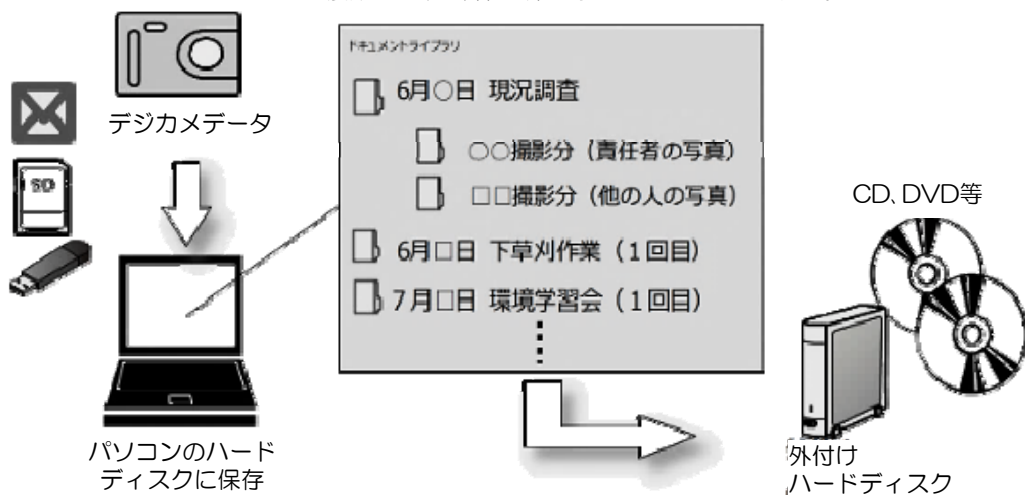 デジカメデータ
SD
パソコンのハード
ディスクに保存
ドキュメントライブラリ
6月○日 現況調査
○○撮影分（責任者の写真）
□□撮影分（他の人の写真）
6月□日 下草刈作業（1回目）
7月□日 環境学習会（1回目）
CD、DVD等
外付け
ハードディスク